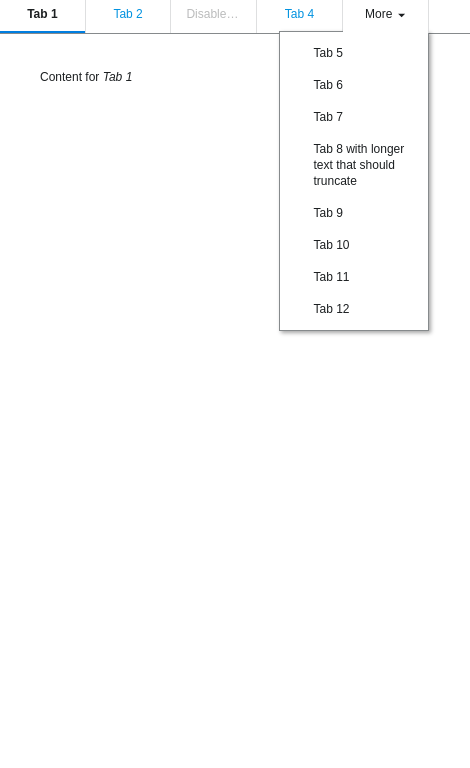 Tab 1 Tab 2 Disable… Tab 4 More
Content for Tab 1
Tab 5
Tab 6
Tab 7
Tab 8 with longer
text that should
truncate
Tab 9
Tab 10
Tab 11
Tab 12